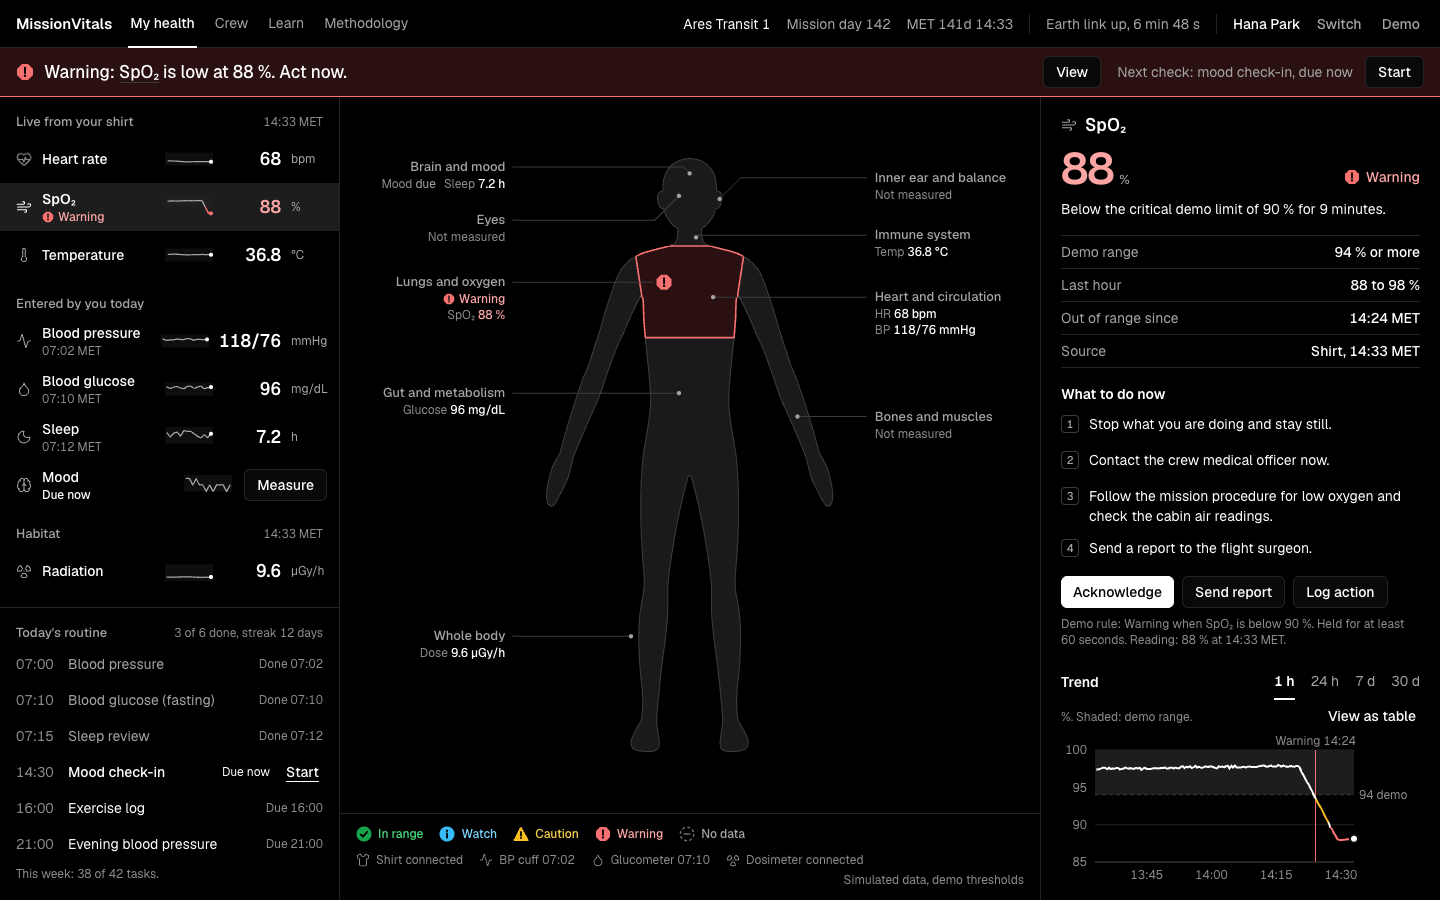 MissionVitals My health Crew Learn Methodology Ares Transit 1 Mission day 142 MET 141d 14:33 Earth link up, 6 min 48 s Hana Park Switch Demo
Warning: SpO₂ is low at 88 %. Act now. View Next check: mood check-in, due now Start
Live from your shirt 14:33 MET
Heart rate 68 bpm
SpO₂ 88 %
Warning
Temperature 36.8 °C
Entered by you today
Blood pressure 118/76 mmHg
07:02 MET
Blood glucose 96 mg/dL
07:10 MET
Sleep 7.2 h
07:12 MET
Mood Measure
Due now
Habitat 14:33 MET
Radiation 9.6 µGy/h
Today's routine 3 of 6 done, streak 12 days
07:00 Blood pressure Done 07:02
07:10 Blood glucose (fasting) Done 07:10
07:15 Sleep review Done 07:12
14:30 Mood check-in Due now Start
16:00 Exercise log Due 16:00
21:00 Evening blood pressure Due 21:00
This week: 38 of 42 tasks.
Brain and mood
Mood due Sleep 7.2 h
Eyes
Not measured
Lungs and oxygen
Warning
SpO₂ 88 %
Gut and metabolism
Glucose 96 mg/dL
Whole body
Dose 9.6 µGy/h
Inner ear and balance
Not measured
Immune system
Temp 36.8 °C
Heart and circulation
HR 68 bpm
BP 118/76 mmHg
Bones and muscles
Not measured
In range Watch Caution Warning No data
Shirt connected BP cuff 07:02 Glucometer 07:10 Dosimeter connected
Simulated data, demo thresholds
SpO₂
88 % Warning
Below the critical demo limit of 90 % for 9 minutes.
Demo range 94 % or more
Last hour 88 to 98 %
Out of range since 14:24 MET
Source Shirt, 14:33 MET
What to do now
1 Stop what you are doing and stay still.
2 Contact the crew medical officer now.
3 Follow the mission procedure for low oxygen and
check the cabin air readings.
4 Send a report to the flight surgeon.
Acknowledge Send report Log action
Demo rule: Warning when SpO₂ is below 90 %. Held for at least
60 seconds. Reading: 88 % at 14:33 MET.
Trend 1 h 24 h 7 d 30 d
%. Shaded: demo range. View as table
Warning 14:24
100
95
94 demo
90
85
13:45 14:00 14:15 14:30